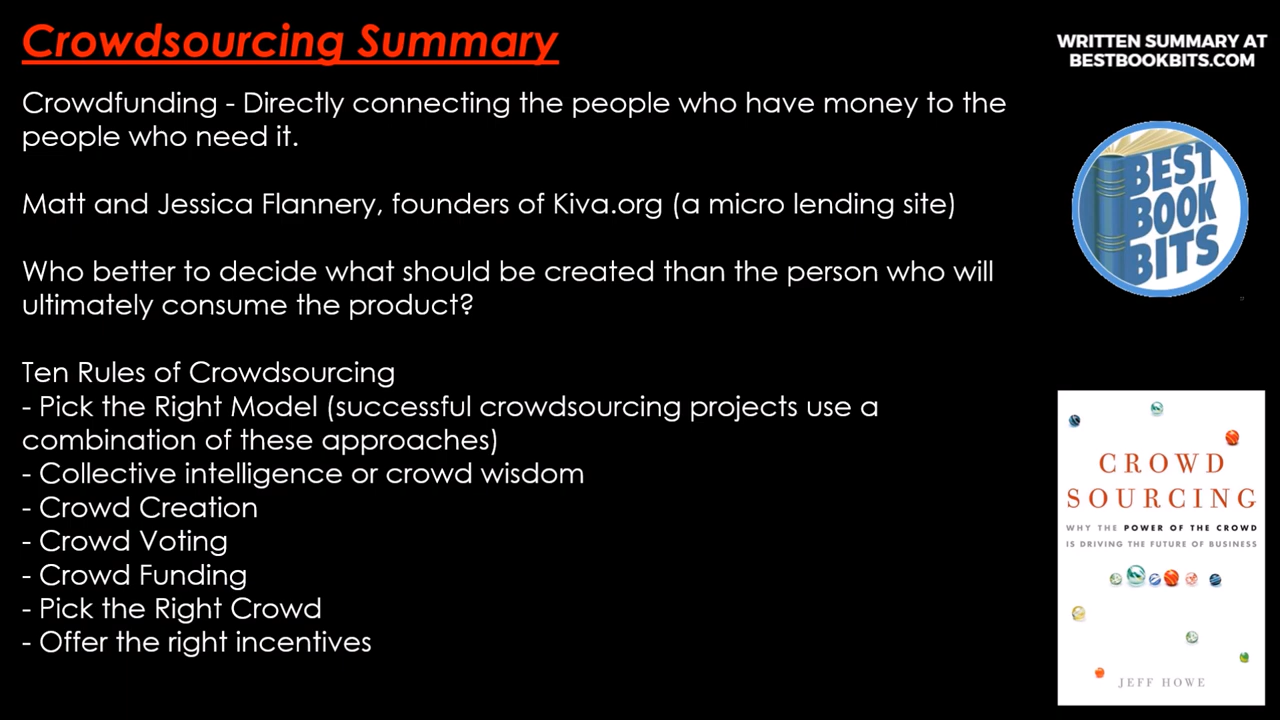 Crowdsourcing Summary
WRITTEN SUMMARY AT
BESTBOOKBITS.COM
Crowdfunding - Directly connecting the people who have money to the
people who need it.
Matt and Jessica Flannery, founders of Kiva.org (a micro lending site)
Who better to decide what should be created than the person who will
ultimately consume the product?
Ten Rules of Crowdsourcing
- Pick the Right Model (successful crowdsourcing projects use a
combination of these approaches)
- Collective intelligence or crowd wisdom
- Crowd Creation
- Crowd Voting
- Crowd Funding
- Pick the Right Crowd
- Offer the right incentives
BEST
BOOK
BITS
CROWD
SOURCING
WHY THE POWER OF THE CROWD
IS DRIVING THE FUTURE OF BUSINESS
JEFF HOWE